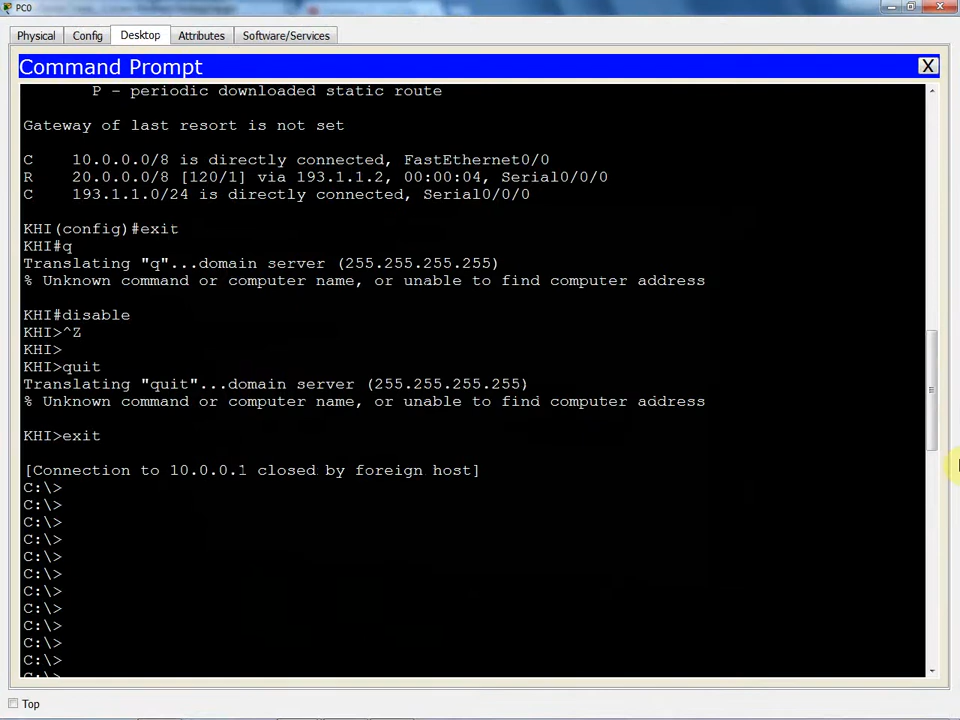 PC0
Physical
Config
Desktop
Attributes
Software/Services
Command Prompt
X
P - periodic downloaded static route
Gateway of last resort is not set
C    10.0.0.0/8 is directly connected, FastEthernet0/0
R    20.0.0.0/8 [120/1] via 193.1.1.2, 00:00:04, Serial0/0/0
C    193.1.1.0/24 is directly connected, Serial0/0/0
KHI(config)#exit
KHI#q
Translating "q"...domain server (255.255.255.255)
% Unknown command or computer name, or unable to find computer address
KHI#disable
KHI>^Z
KHI>
KHI>quit
Translating "quit"...domain server (255.255.255.255)
% Unknown command or computer name, or unable to find computer address
KHI>exit
[Connection to 10.0.0.1 closed by foreign host]
C:\>
C:\>
C:\>
C:\>
C:\>
C:\>
C:\>
C:\>
C:\>
C:\>
C:\>
C:\>
Top